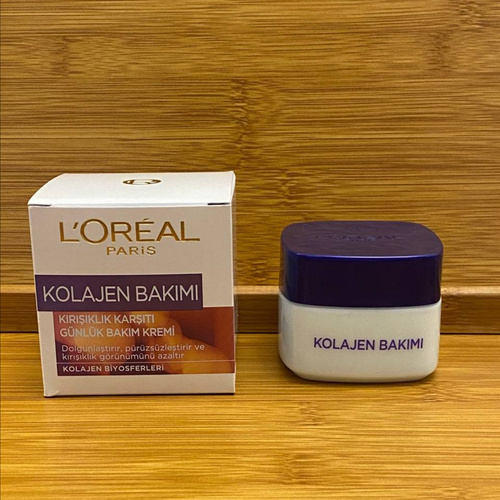 L'ORÉAL
PARIS
KOLAJEN BAKIMI
KIRIŞIKLIK KARŞITI
GÜNLÜK BAKIM KREMİ
Dolgunlaştırır, pürüzsüzleştirir ve
kırışıklık görünümünü azaltır
KOLAJEN BİYOSFERLERİ
KOLAJEN BAKIMI